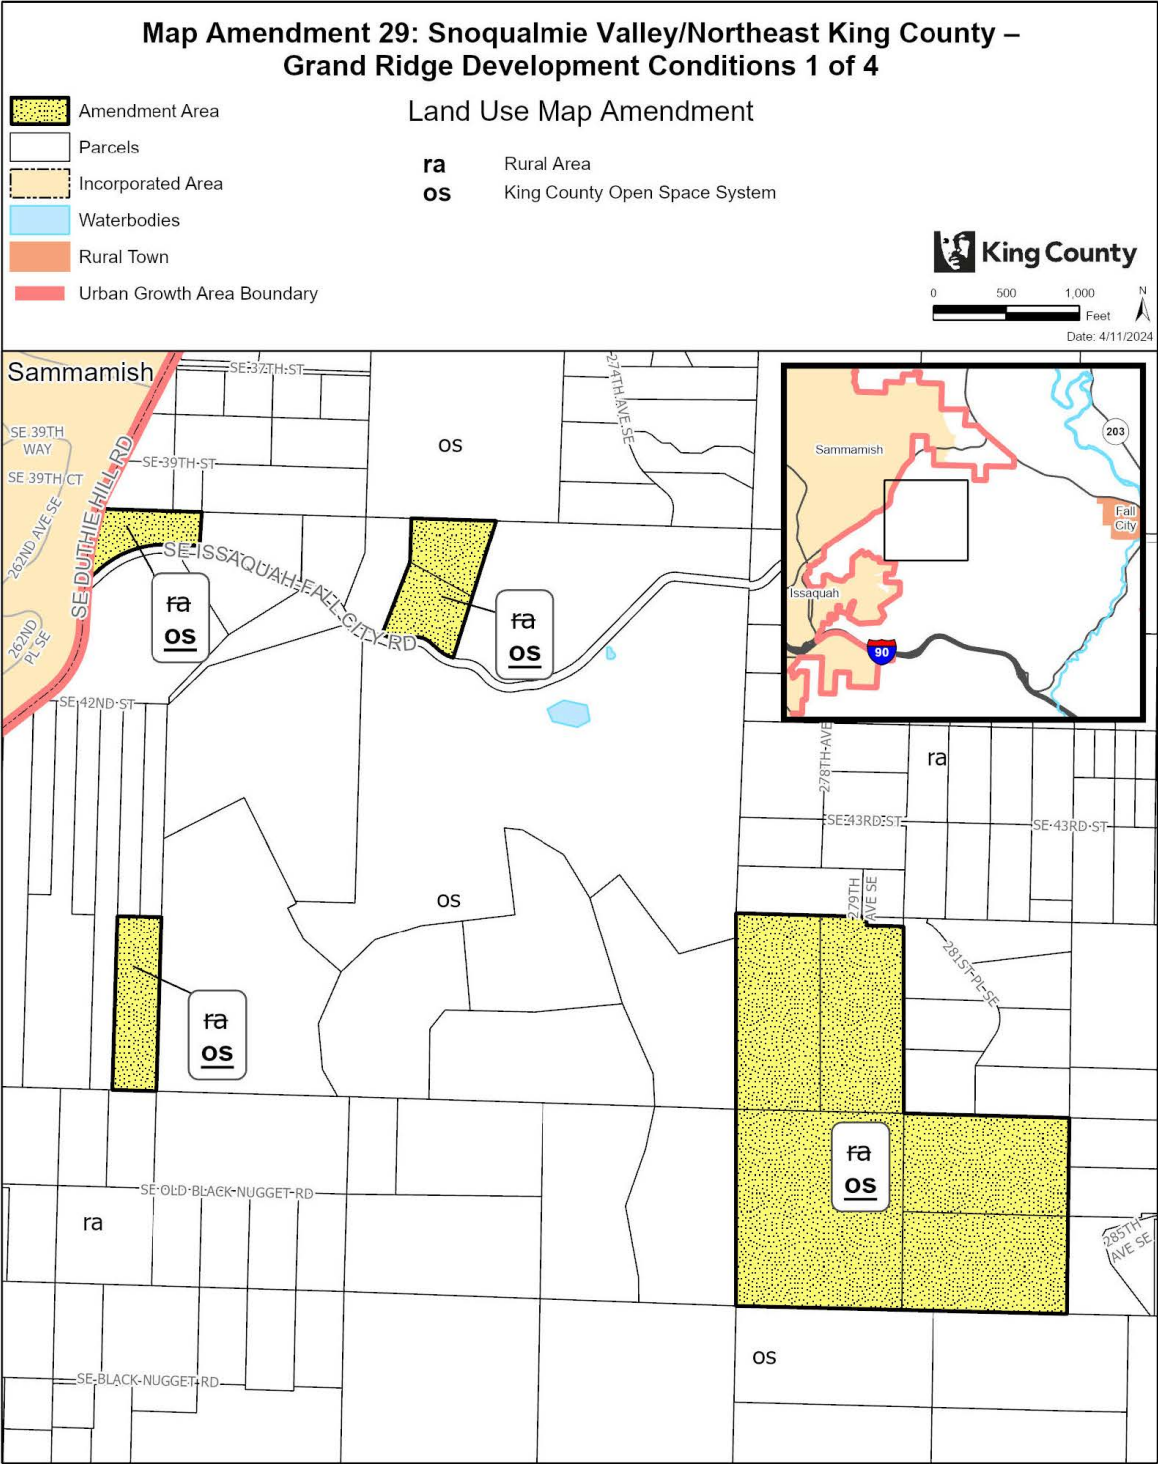 Map Amendment 29: Snoqualmie Valley/Northeast King County –
Grand Ridge Development Conditions 1 of 4
Land Use Map Amendment
Amendment Area
Parcels
Incorporated Area
Waterbodies
Rural Town
Urban Growth Area Boundary
ra Rural Area
os King County Open Space System
King County
0 500 1,000
Feet
N
Date: 4/11/2024
Sammamish
SE 37TH ST
274TH AVE SE
SE 39TH
WAY
SE 39TH CT
SE 39TH ST
os
262ND AVE SE
SE DUTHIE HILL RD
262ND
PL SE
SE ISSAQUAH-FALL CITY RD
ra
os
ra
os
SE 42ND ST
Sammamish
203
Fall
City
Issaquah
90
278TH AVE
ra
SE 43RD ST
SE 43RD ST
279TH
AVE SE
os
281ST PL SE
ra
os
ra
os
SE OLD BLACK NUGGET RD
ra
285TH
AVE SE
os
SE BLACK NUGGET RD